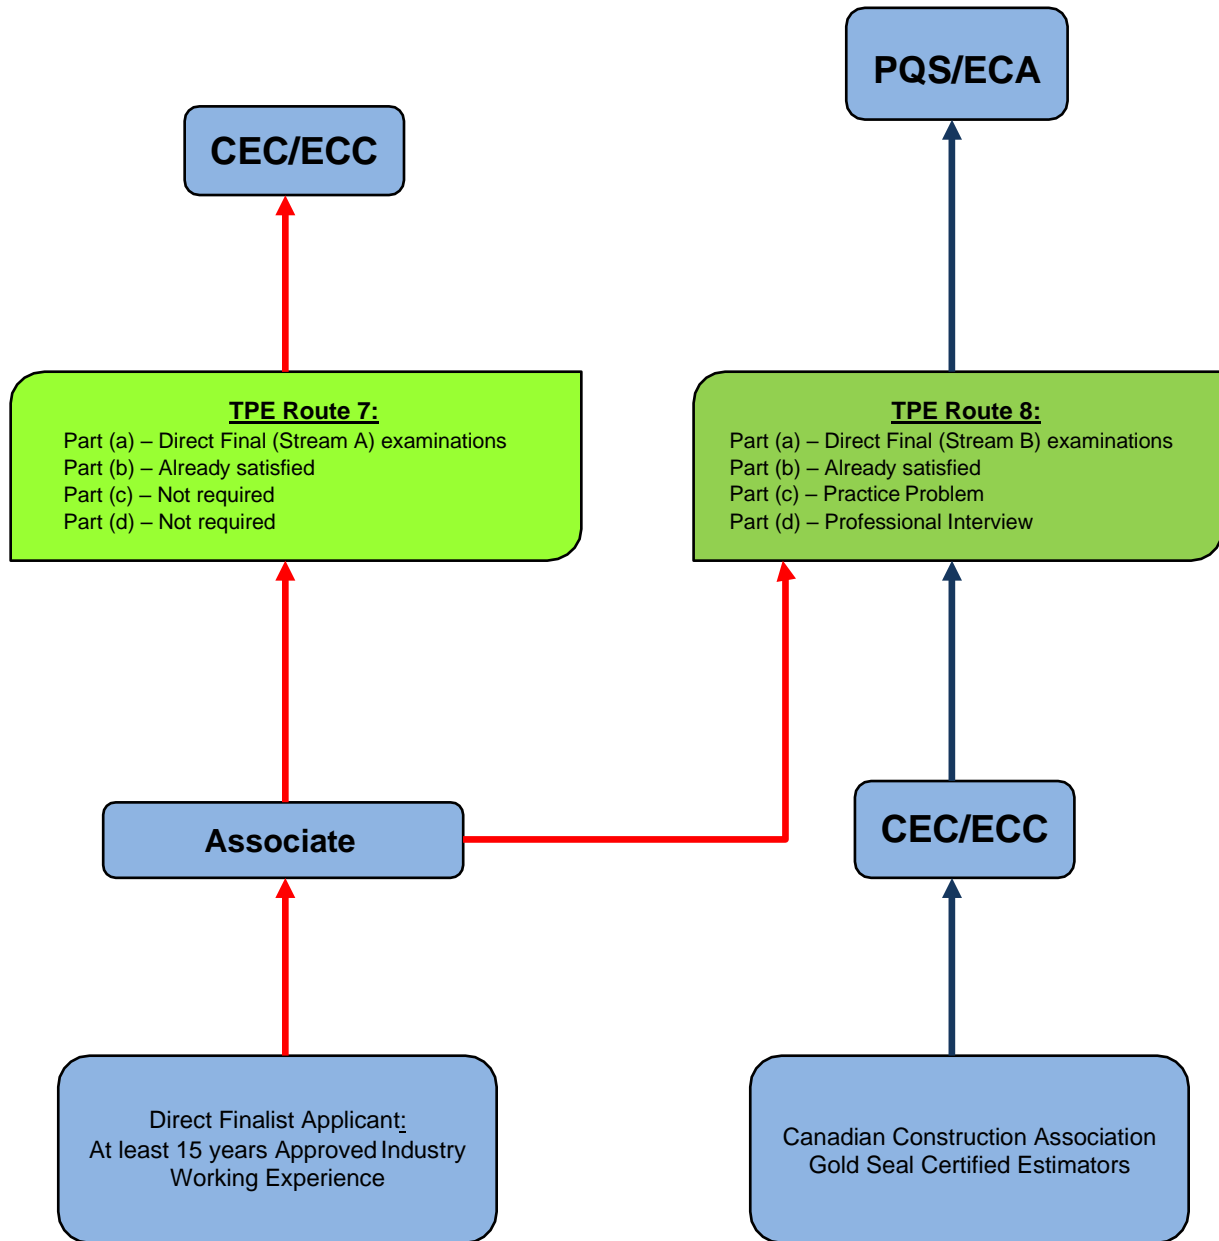 PQS/ECA
CEC/ECC
TPE Route 7:
Part (a) – Direct Final (Stream A) examinations
Part (b) – Already satisfied
Part (c) – Not required
Part (d) – Not required
TPE Route 8:
Part (a) – Direct Final (Stream B) examinations
Part (b) – Already satisfied
Part (c) – Practice Problem
Part (d) – Professional Interview
Associate
CEC/ECC
Direct Finalist Applicant:
At least 15 years Approved Industry
Working Experience
Canadian Construction Association
Gold Seal Certified Estimators